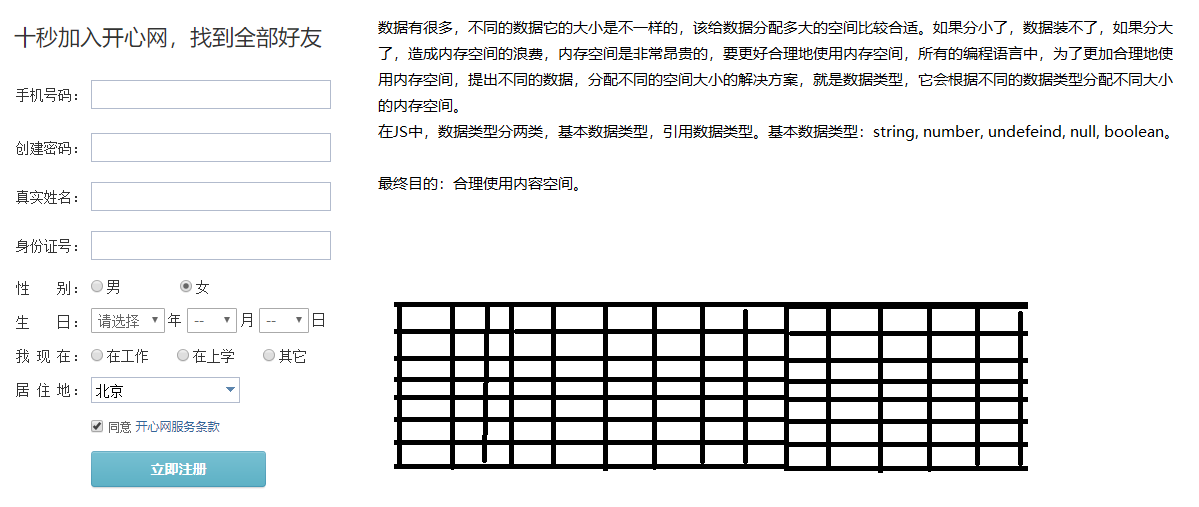 十秒加入开心网，找到全部好友
手机号码：
创建密码：
真实姓名：
身份证号：
性 别： 男 女
生 日： 请选择 年 -- 月 -- 日
我 现 在： 在工作 在上学 其它
居 住 地： 北京
同意 开心网服务条款
立即注册
数据有很多，不同的数据它的大小是不一样的，该给数据分配多大的空间比较合适。如果分小了，数据装不了，如果分大
了，造成内存空间的浪费，内存空间是非常昂贵的，要更好合理地使用内存空间，所有的编程语言中，为了更加合理地使
用内存空间，提出不同的数据，分配不同的空间大小的解决方案，就是数据类型，它会根据不同的数据类型分配不同大小
的内存空间。
在JS中，数据类型分两类，基本数据类型，引用数据类型。基本数据类型：string, number, undefeind, null, boolean。
最终目的：合理使用内容空间。